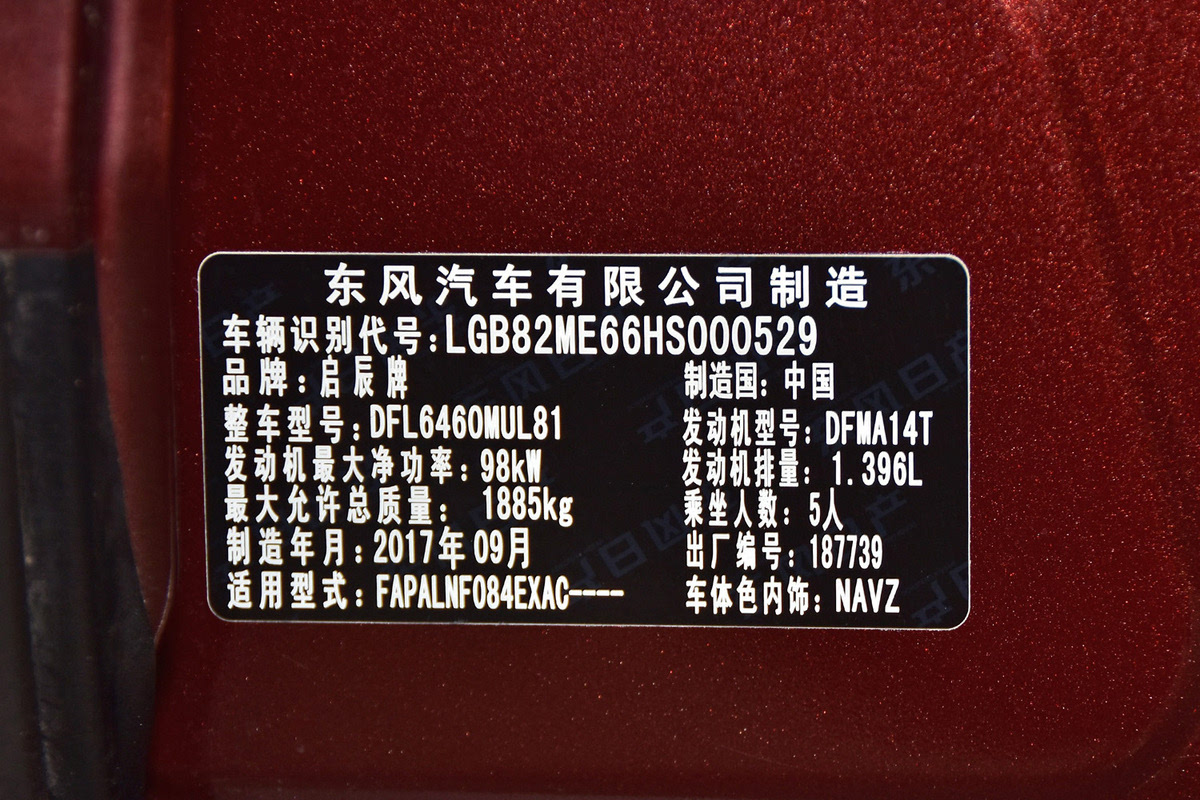 东风汽车有限公司制造
车辆识别代号:LGB82ME66HS000529
品牌:启辰牌 制造国:中国
整车型号:DFL6460MUL81 发动机型号:DFMA14T
发动机最大净功率:98kW 发动机排量:1.396L
最大允许总质量: 1885kg 乘坐人数:5人
制造年月:2017年09月 出厂编号:187739
适用型式:FAPALNF084EXAC---- 车体色内饰:NAVZ